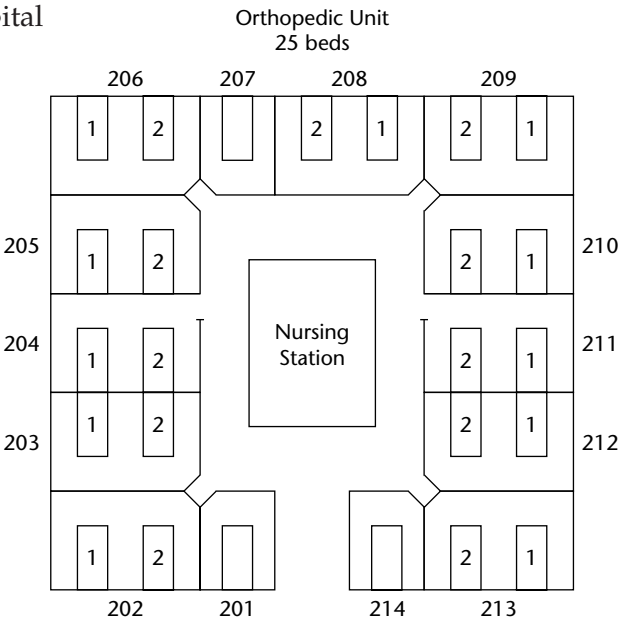 pital
Orthopedic Unit
25 beds
206 207 208 209
1 2 2 1 2 1
205 1 2 2 1 210
204 1 2 Nursing Station 2 1 211
203 1 2 2 1 212
1 2 2 1
202 201 214 213